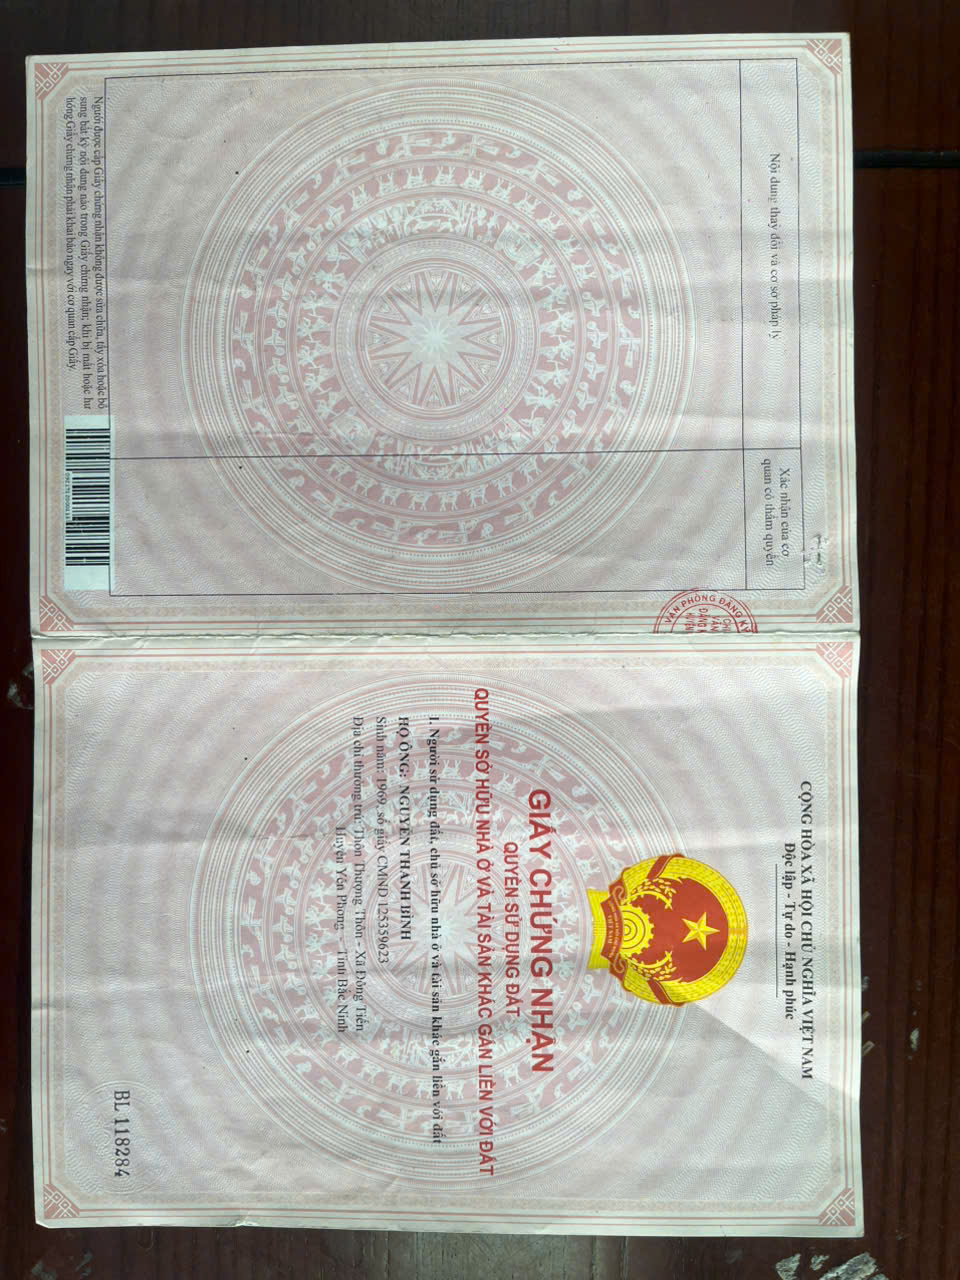 CỘNG HÒA XÃ HỘI CHỦ NGHĨA VIỆT NAM
Độc lập - Tự do - Hạnh phúc
VIỆT NAM
GIẤY CHỨNG NHẬN
QUYỀN SỬ DỤNG ĐẤT
QUYỀN SỞ HỮU NHÀ Ở VÀ TÀI SẢN KHÁC GẮN LIỀN VỚI ĐẤT
I. Người sử dụng đất, chủ sở hữu nhà ở và tài sản khác gắn liền với đất
HỘ ÔNG: NGUYỄN THANH BÌNH
Sinh năm: 1969, số giấy CMND 125359623
Địa chỉ thường trú: Thôn Thượng Thôn - Xã Đông Tiến
Huyện Yên Phong - Tỉnh Bắc Ninh
BL 118284
Nội dung thay đổi và cơ sở pháp lý
Xác nhận của cơ
quan có thẩm quyền
VĂN PHÒNG ĐĂNG KÝ
Người được cấp Giấy chứng nhận không được sửa chữa, tẩy xóa hoặc bổ
sung bất kỳ nội dung nào trong Giấy chứng nhận; khi bị mất hoặc hư
hỏng Giấy chứng nhận phải khai báo ngay với cơ quan cấp Giấy.